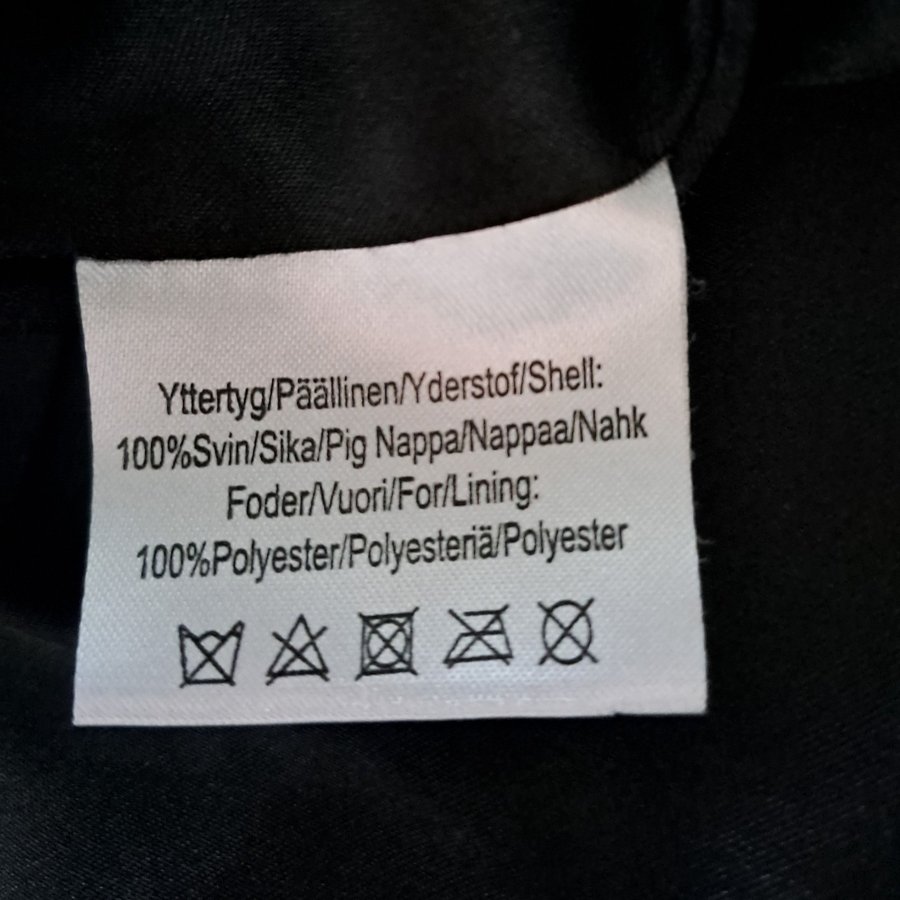 Yttertyg/Päällinen/Yderstof/Shell:
100%Svin/Sika/Pig Nappa/Nappaa/Nahk
Foder/Vuori/For/Lining:
100%Polyester/Polyesteriä/Polyester